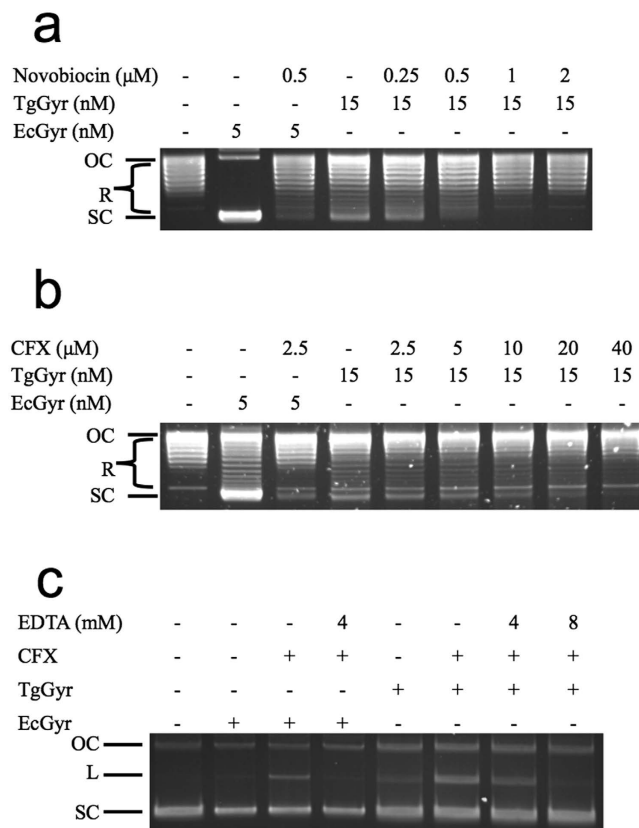 a
Novobiocin (μM) - - 0.5 - 0.25 0.5 1 2
TgGyr (nM) - - - 15 15 15 15 15
EcGyr (nM) - 5 5 - - - - -
OC
R
SC
b
CFX (μM) - - 2.5 - 2.5 5 10 20 40
TgGyr (nM) - - - 15 15 15 15 15 15
EcGyr (nM) - 5 5 - - - - - -
OC
R
SC
c
EDTA (mM) - - - 4 - - 4 8
CFX - - + + - + + +
TgGyr - - - - + + + +
EcGyr - + + + - - - -
OC
L
SC